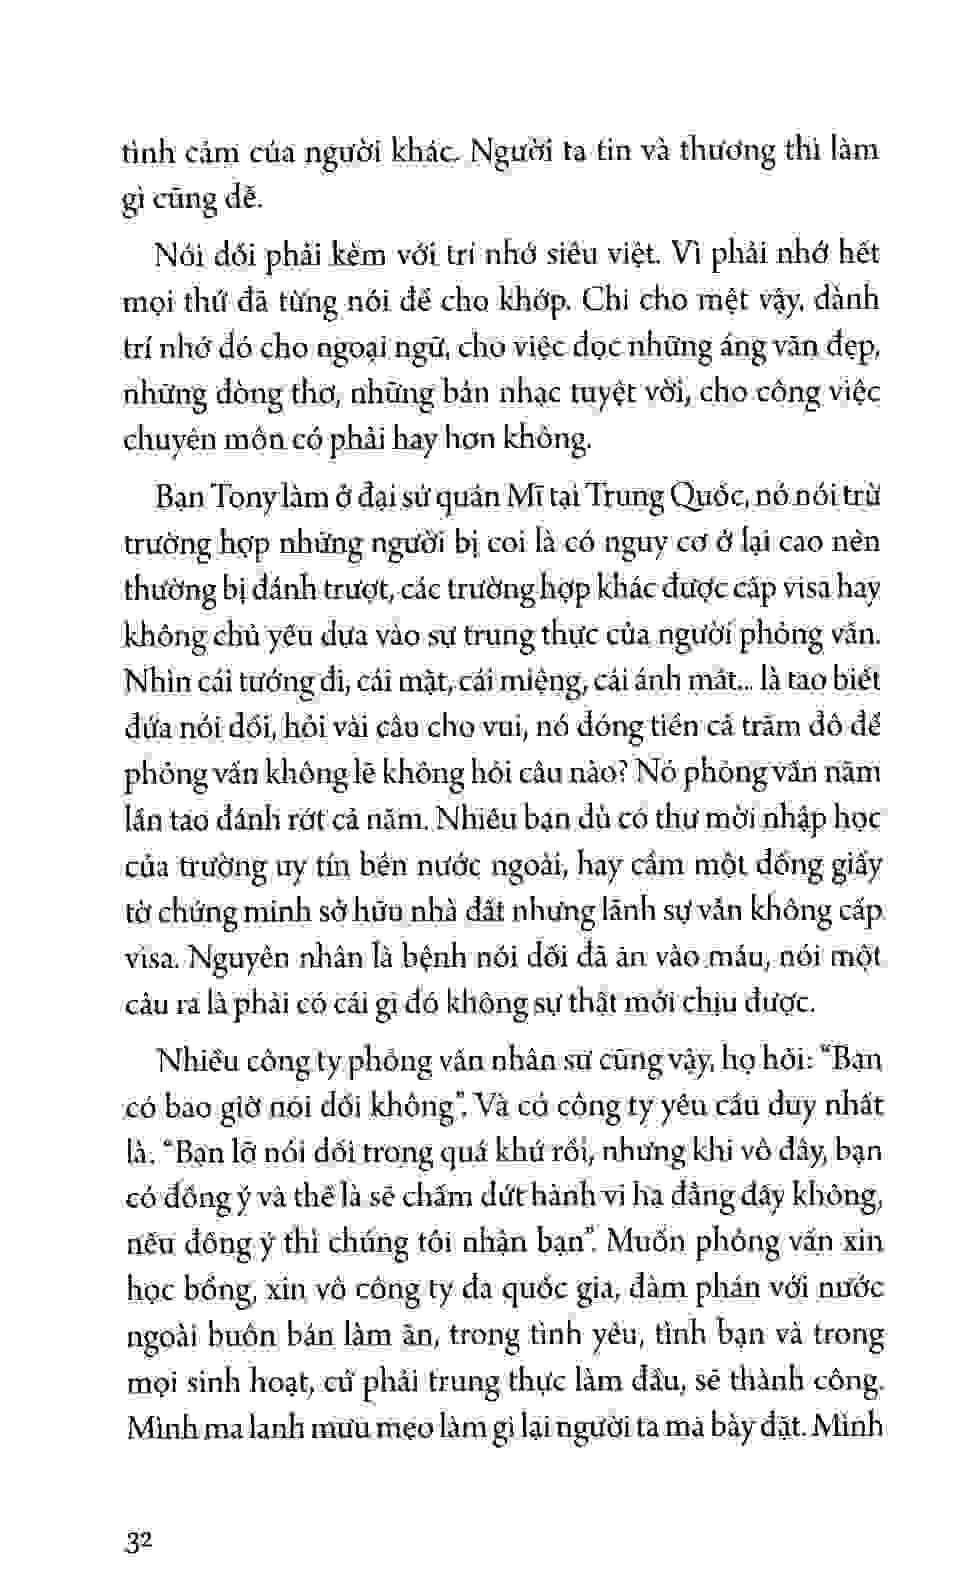 tình cảm của người khác. Người ta tin và thương thì làm
gì cũng dễ.
Nói dối phải kèm với trí nhớ siêu việt. Vì phải nhớ hết
mọi thứ đã từng nói để cho khớp. Chi cho mệt vậy, dành
trí nhớ đó cho ngoại ngữ, cho việc đọc những áng văn đẹp,
những dòng thơ, những bản nhạc tuyệt vời, cho công việc
chuyên môn có phải hay hơn không.
Bạn Tony làm ở đại sứ quán Mĩ tại Trung Quốc, nó nói trừ
trường hợp những người bị coi là có nguy cơ ở lại cao nên
thường bị đánh trượt, các trường hợp khác được cấp visa hay
không chủ yếu dựa vào sự trung thực của người phỏng vấn.
Nhìn cái tướng đi, cái mặt, cái miệng, cái ánh mắt... là tao biết
đứa nói dối, hỏi vài câu cho vui, nó đóng tiền cả trăm đô để
phỏng vấn không lẽ không hỏi câu nào? Nó phỏng vấn năm
lần tao đánh rớt cả năm. Nhiều bạn dù có thư mời nhập học
của trường uy tín bên nước ngoài, hay cầm một đống giấy
tờ chứng minh sở hữu nhà đất nhưng lãnh sự vẫn không cấp
visa. Nguyên nhân là bệnh nói dối đã ăn vào máu, nói một
câu ra là phải có cái gì đó không sự thật mới chịu được.
Nhiều công ty phỏng vấn nhân sự cũng vậy, họ hỏi: “Bạn
có bao giờ nói dối không”. Và có công ty yêu cầu duy nhất
là: “Bạn lỡ nói dối trong quá khứ rồi, nhưng khi vô đây, bạn
có đồng ý và thề là sẽ chấm dứt hành vi hạ đẳng đấy không,
nếu đồng ý thì chúng tôi nhận bạn”. Muốn phỏng vấn xin
học bổng, xin vô công ty đa quốc gia, đàm phán với nước
ngoài buôn bán làm ăn, trong tình yêu, tình bạn và trong
mọi sinh hoạt, cứ phải trung thực làm đầu, sẽ thành công.
Mình ma lanh mưu mẹo làm gì lại người ta mà bày đặt. Mình
32